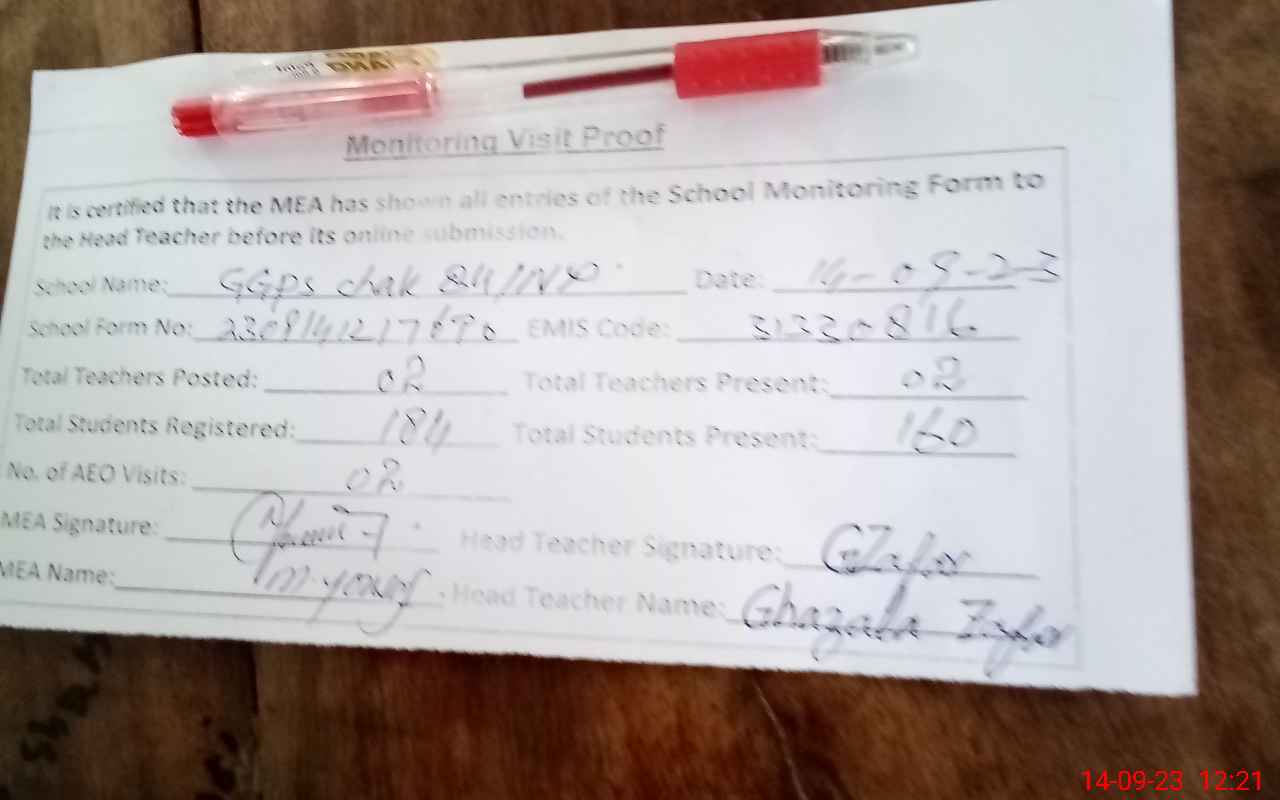 Monitoring Visit Proof
It is certified that the MEA has shown all entries of the School Monitoring Form to
the Head Teacher before its online submission.
School Name: GGPS chak 84/NP Date: 14-09-23
School Form No: EMIS Code: 31330816
Total Teachers Posted: 02 Total Teachers Present: 02
Total Students Registered: 184 Total Students Present: 160
No. of AEO Visits: 02
MEA Signature: Head Teacher Signature: GZafar
MEA Name: Head Teacher Name: Ghazala Zafar
14-09-23 12:21